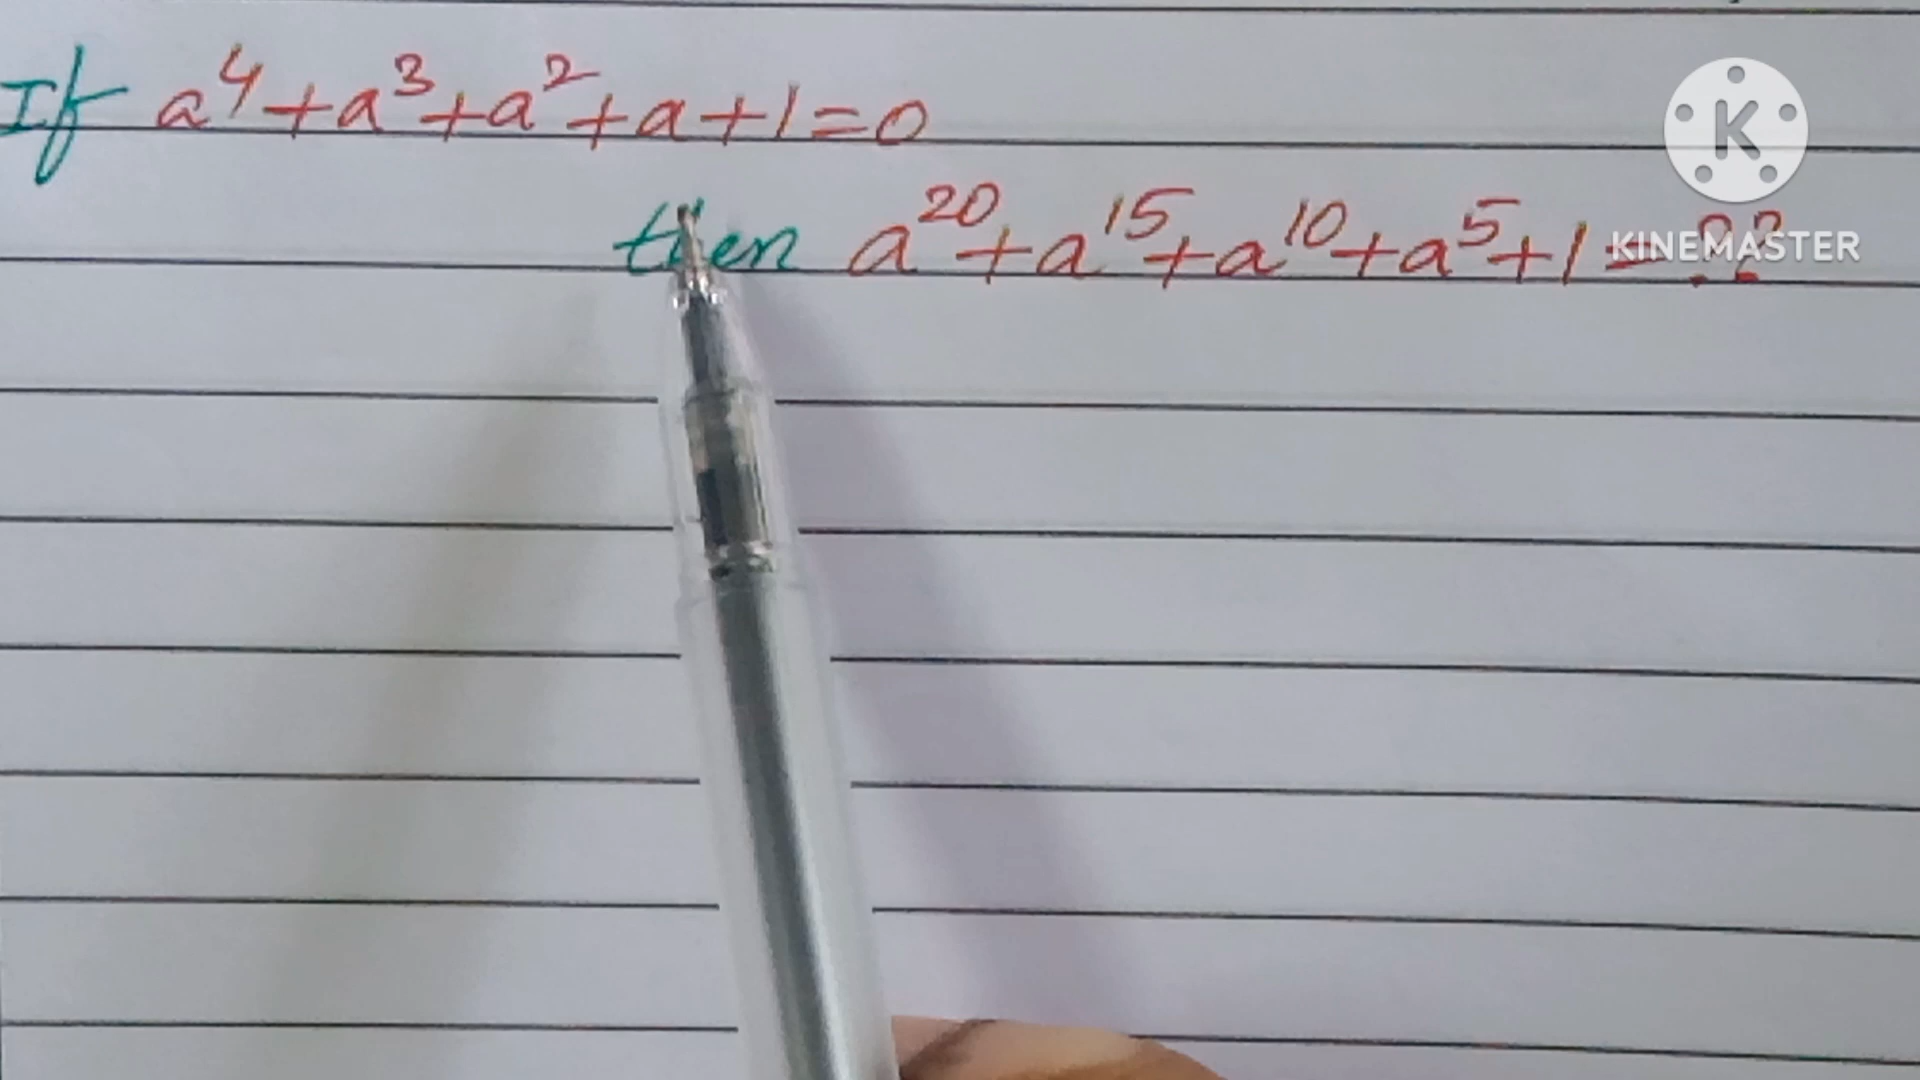 If a⁴+a³+a²+a+1=0
then a²⁰+a¹⁵+a¹⁰+a⁵+1=??
K
KINEMASTER